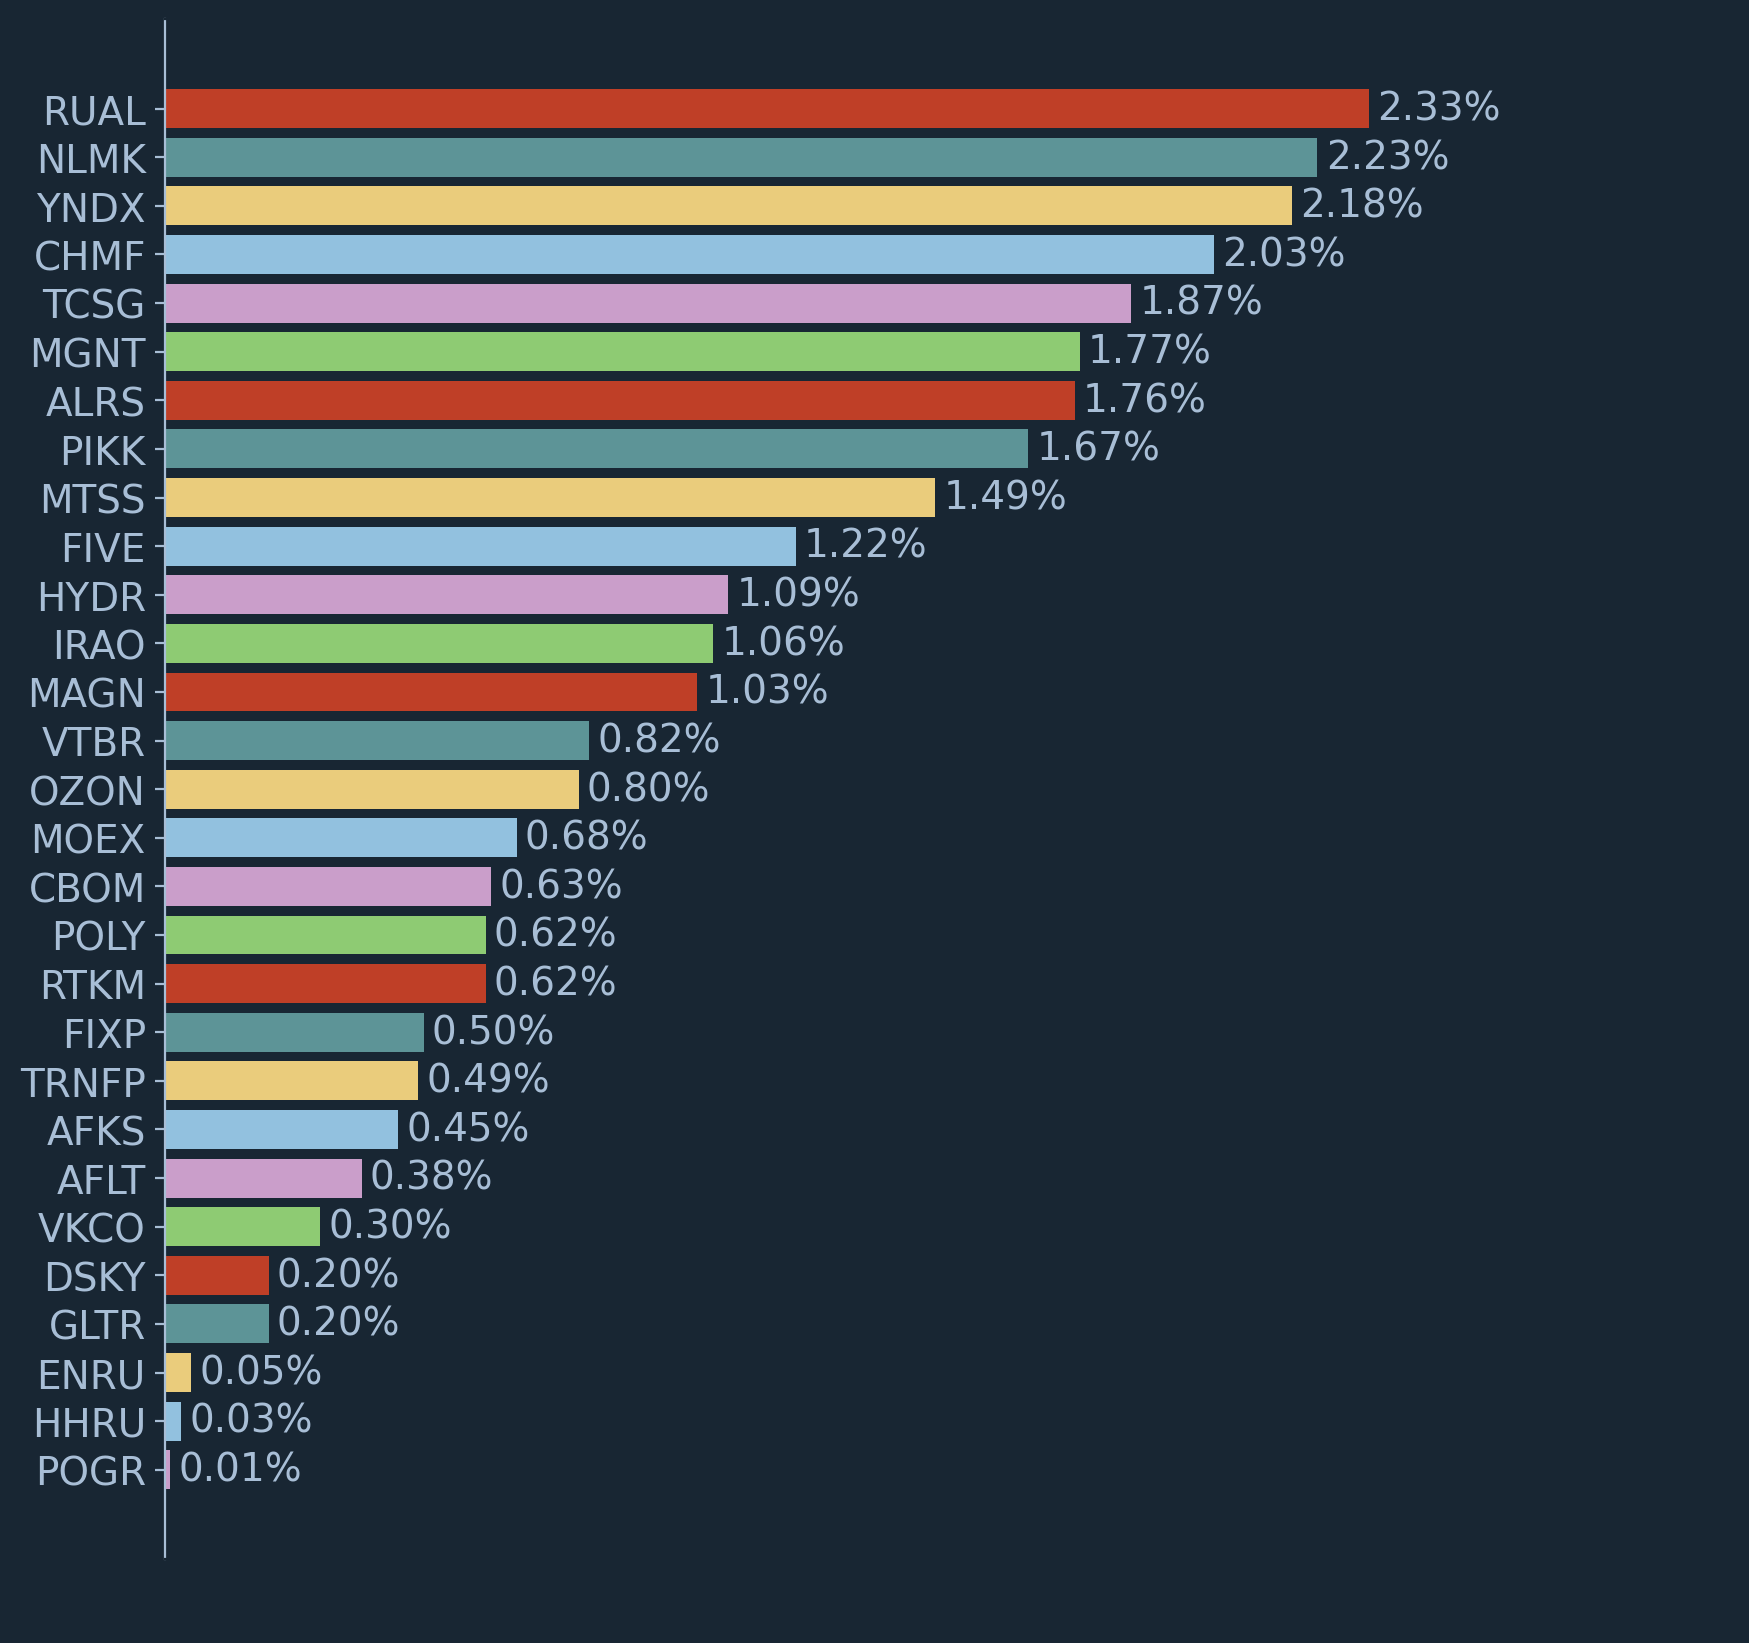 RUAL 2.33%
NLMK 2.23%
YNDX 2.18%
CHMF 2.03%
TCSG 1.87%
MGNT 1.77%
ALRS 1.76%
PIKK 1.67%
MTSS 1.49%
FIVE 1.22%
HYDR 1.09%
IRAO 1.06%
MAGN 1.03%
VTBR 0.82%
OZON 0.80%
MOEX 0.68%
CBOM 0.63%
POLY 0.62%
RTKM 0.62%
FIXP 0.50%
TRNFP 0.49%
AFKS 0.45%
AFLT 0.38%
VKCO 0.30%
DSKY 0.20%
GLTR 0.20%
ENRU 0.05%
HHRU 0.03%
POGR 0.01%